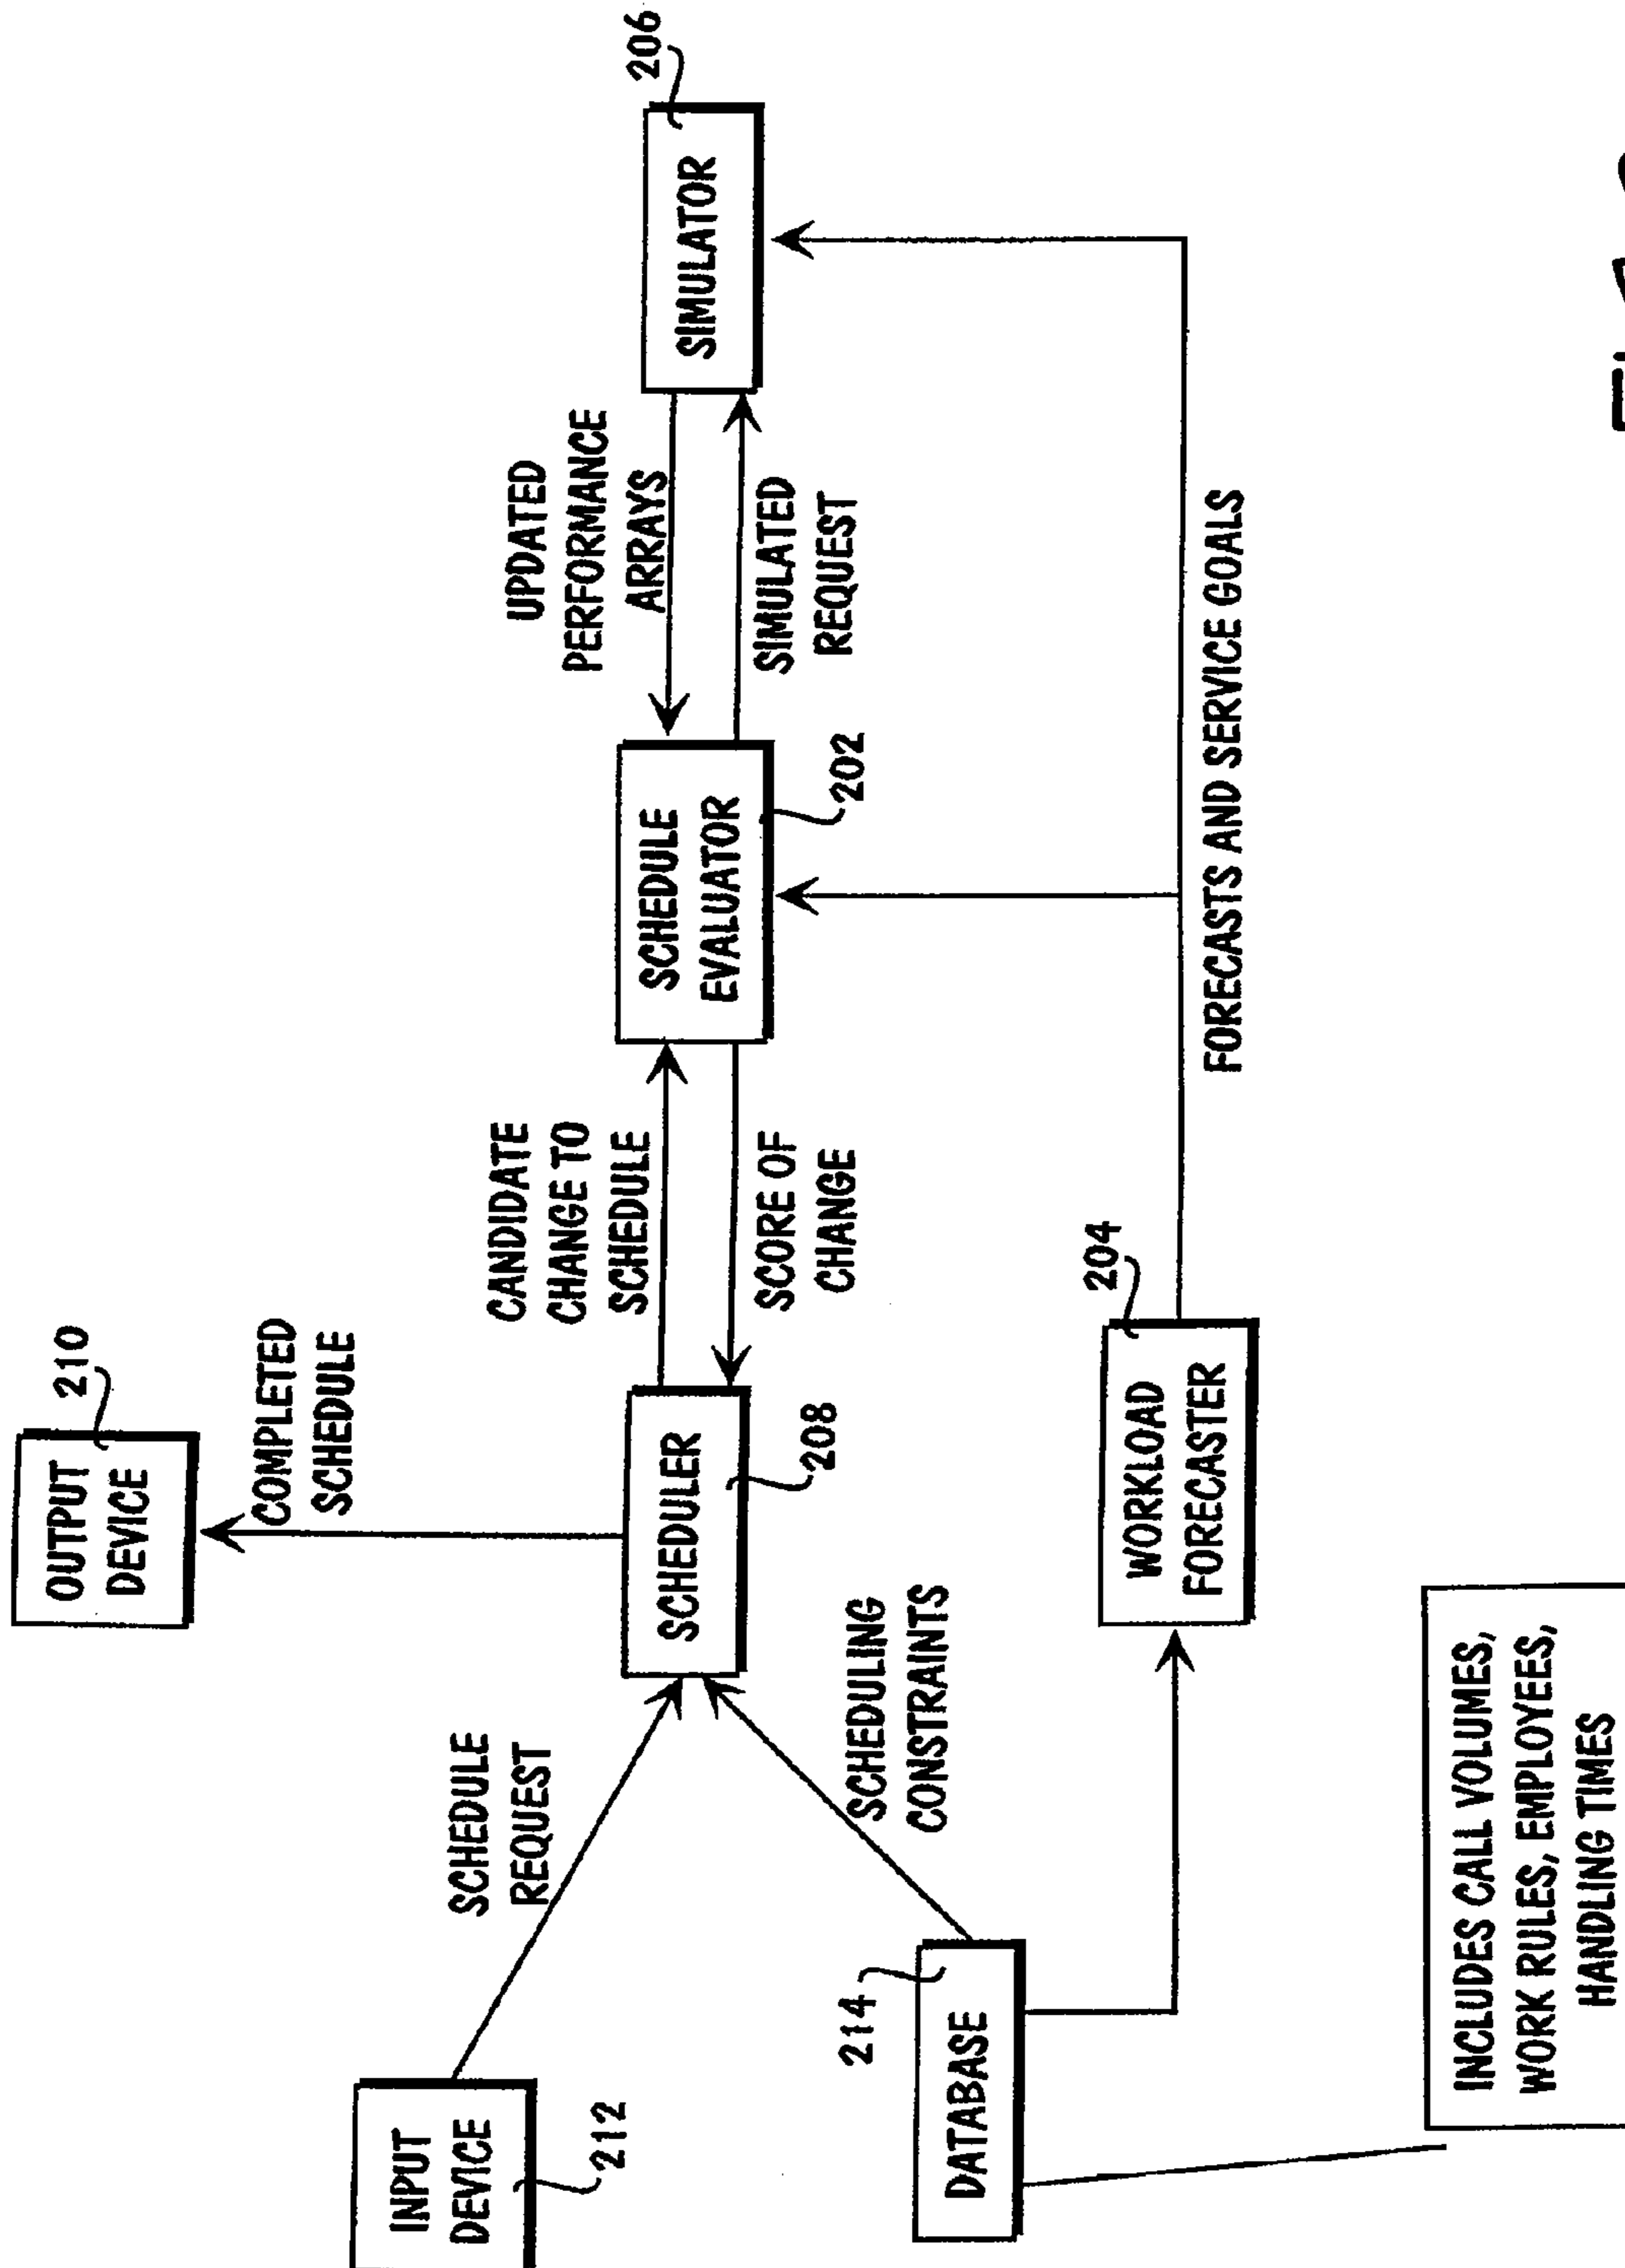 OUTPUT
DEVICE
210
COMPLETED
SCHEDULE
INPUT
DEVICE
212
SCHEDULE
REQUEST
SCHEDULER
208
CANDIDATE
CHANGE TO
SCHEDULE
SCORE OF
CHANGE
SCHEDULE
EVALUATOR
202
UPDATED
PERFORMANCE
ARRAYS
SIMULATED
REQUEST
SIMULATOR
206
DATABASE
214
SCHEDULING
CONSTRAINTS
WORKLOAD
FORECASTER
204
FORECASTS AND SERVICE GOALS
INCLUDES CALL VOLUMES,
WORK RULES, EMPLOYEES,
HANDLING TIMES